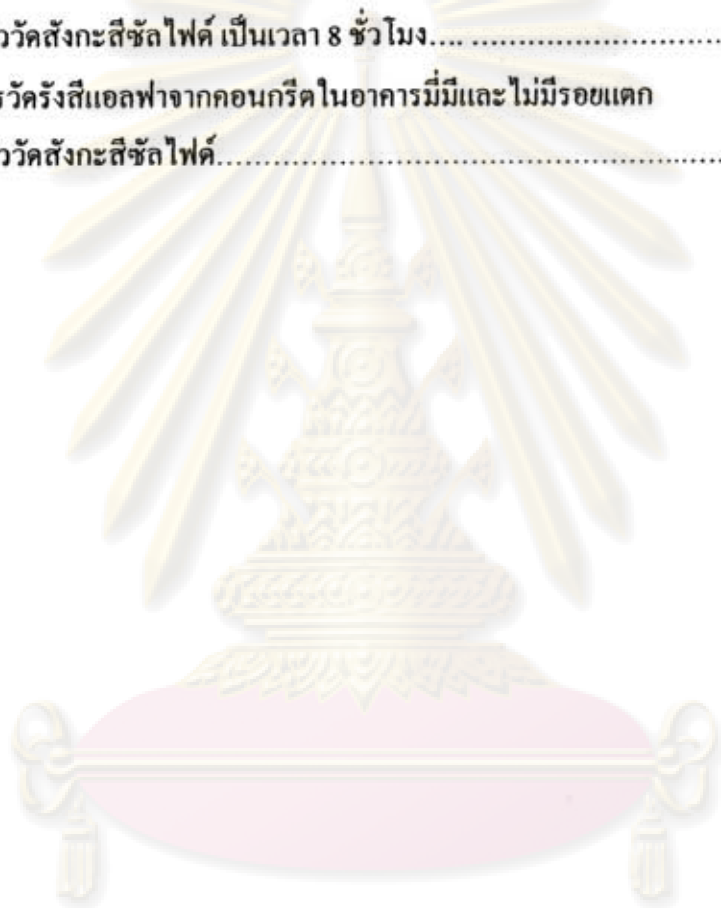 ววัดสังกะสีซัลไฟด์ เป็นเวลา 8 ชั่วโมง.... ..............................
รวัดรังสีแอลฟาจากคอนกรีตในอาคารมี่มีและไม่มีรอยแตก
ววัดสังกะสีซัลไฟด์............................................................